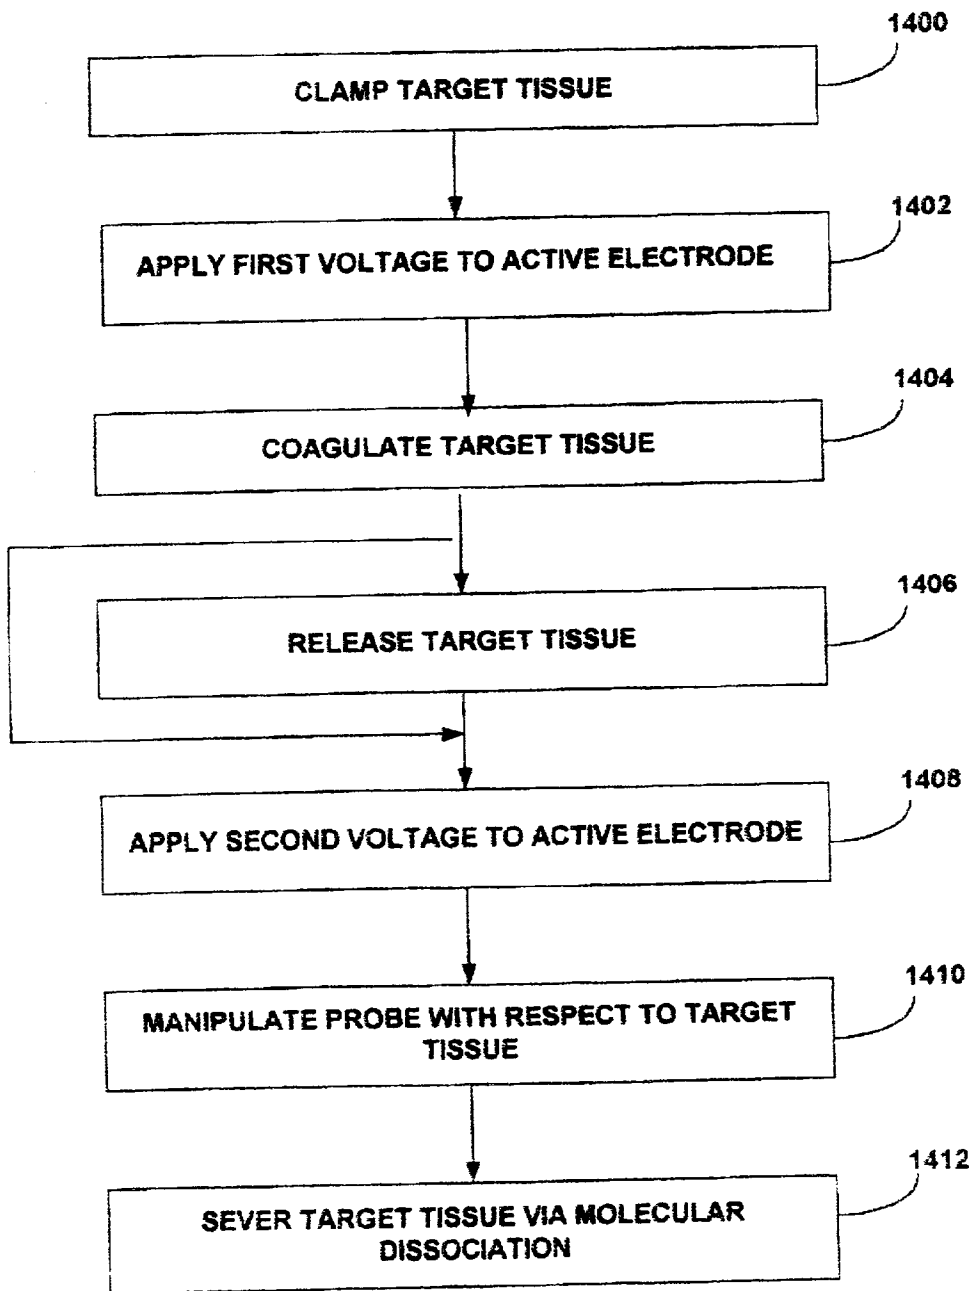 1400
CLAMP TARGET TISSUE
1402
APPLY FIRST VOLTAGE TO ACTIVE ELECTRODE
1404
COAGULATE TARGET TISSUE
1406
RELEASE TARGET TISSUE
1408
APPLY SECOND VOLTAGE TO ACTIVE ELECTRODE
1410
MANIPULATE PROBE WITH RESPECT TO TARGET
TISSUE
1412
SEVER TARGET TISSUE VIA MOLECULAR
DISSOCIATION